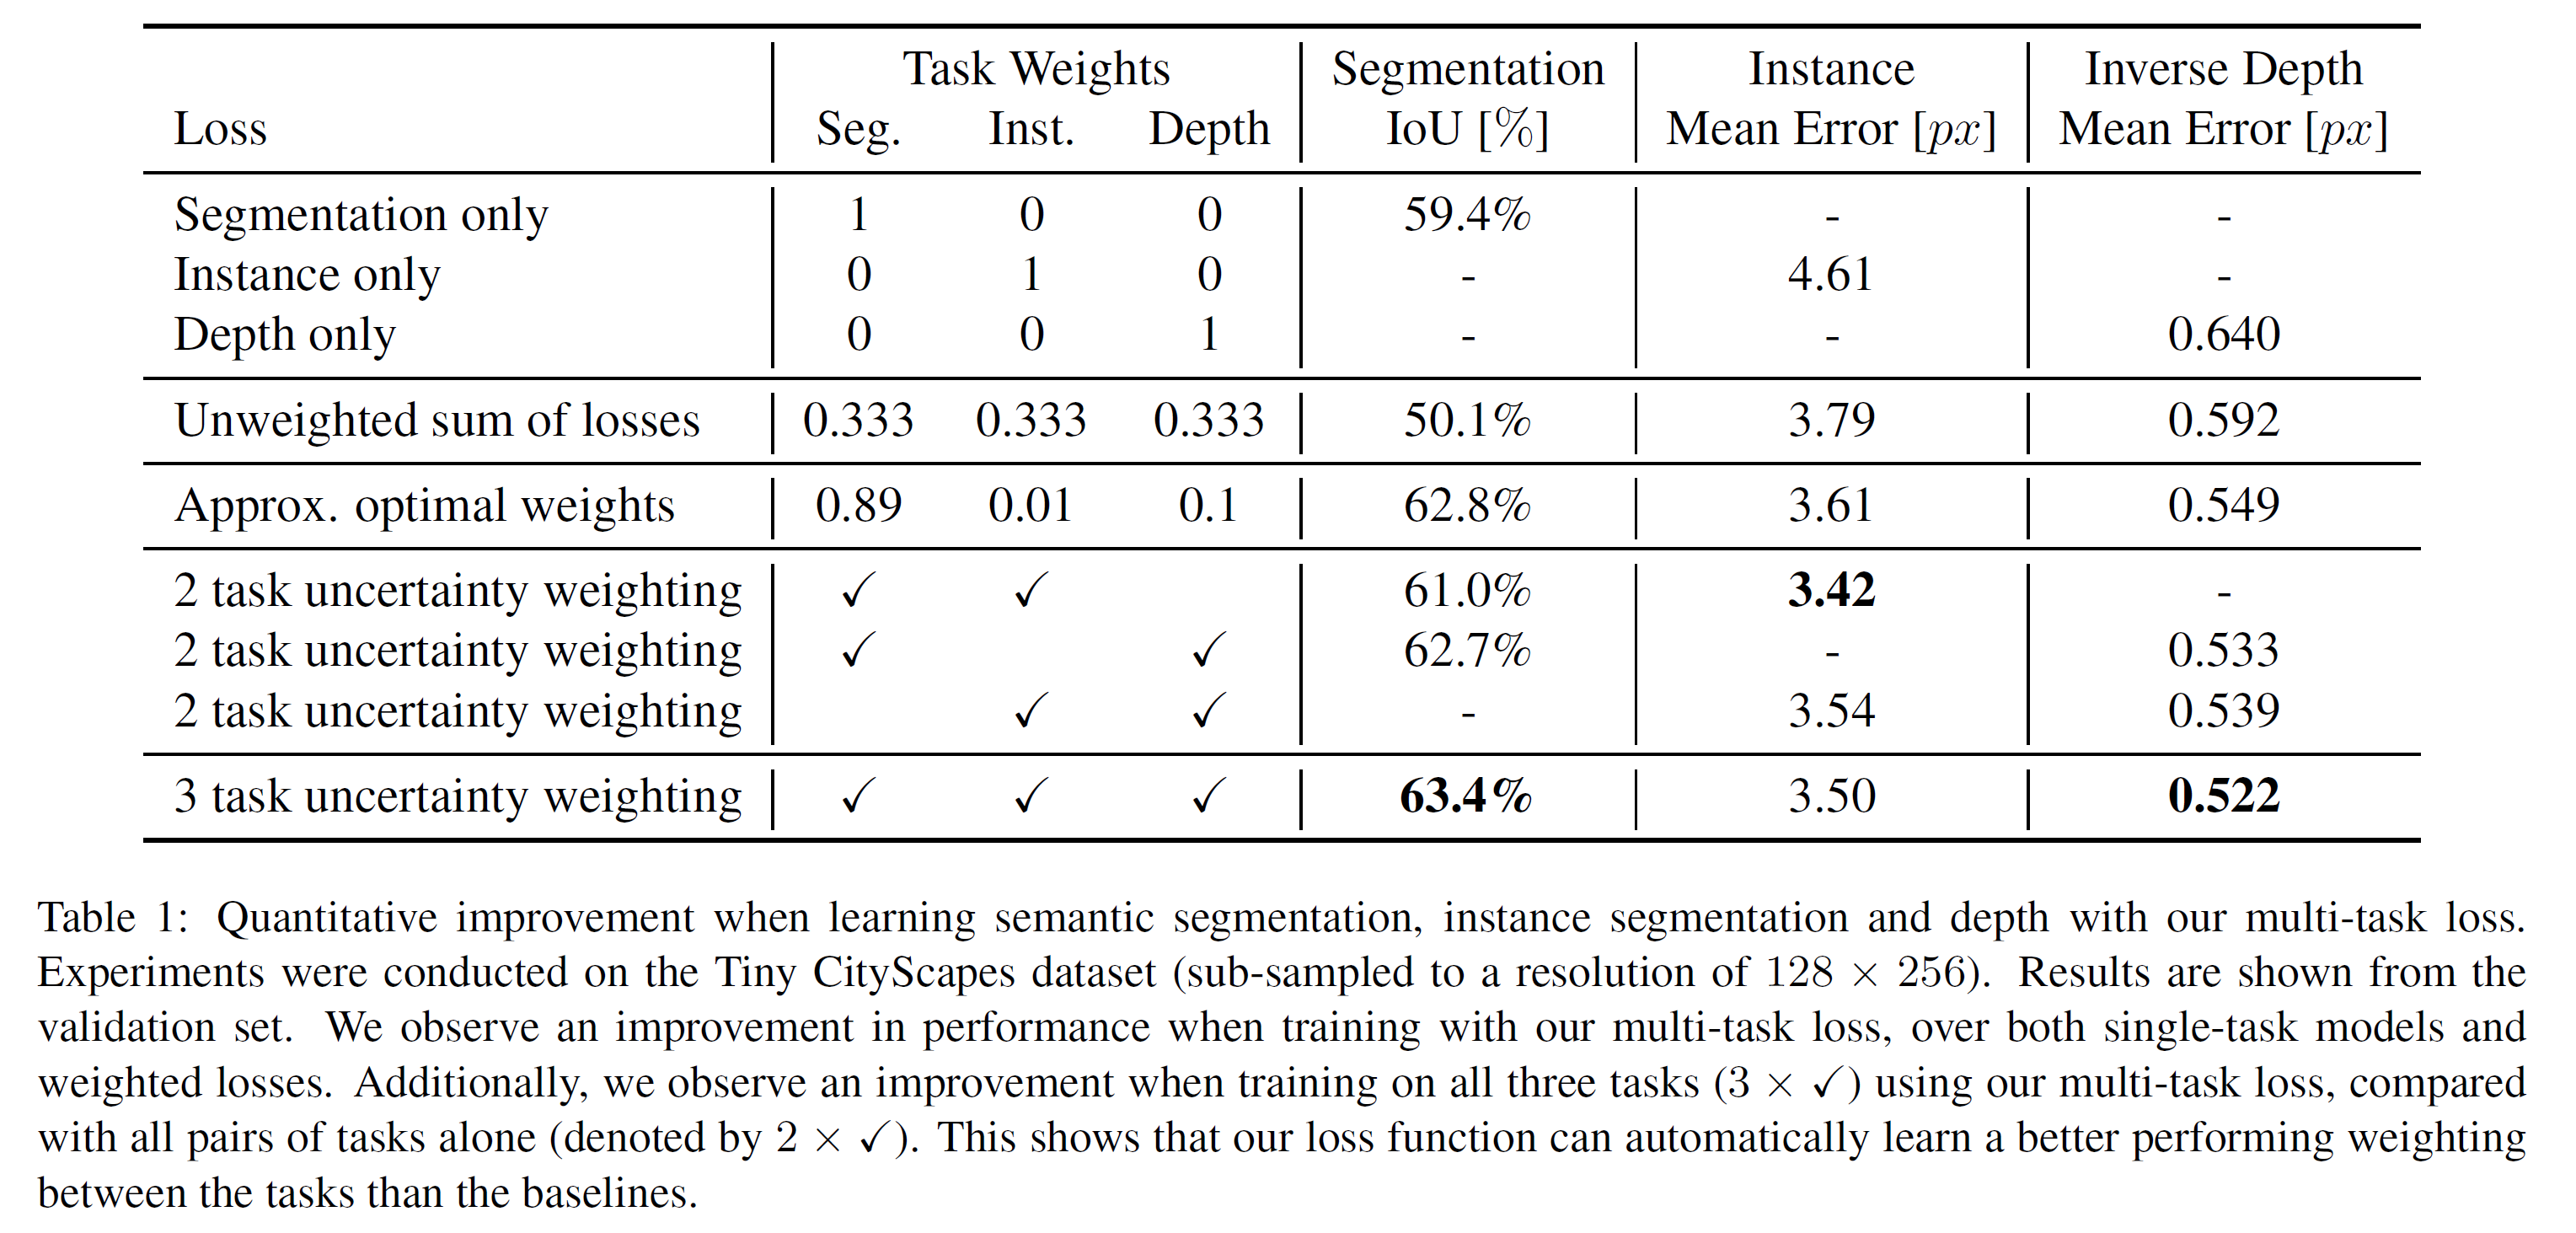 Task Weights Segmentation Instance Inverse Depth
Loss Seg. Inst. Depth IoU [%] Mean Error [px] Mean Error [px]
Segmentation only 1 0 0 59.4% - -
Instance only 0 1 0 - 4.61 -
Depth only 0 0 1 - - 0.640
Unweighted sum of losses 0.333 0.333 0.333 50.1% 3.79 0.592
Approx. optimal weights 0.89 0.01 0.1 62.8% 3.61 0.549
2 task uncertainty weighting ✓ ✓ 61.0% 3.42 -
2 task uncertainty weighting ✓ ✓ 62.7% - 0.533
2 task uncertainty weighting ✓ ✓ - 3.54 0.539
3 task uncertainty weighting ✓ ✓ ✓ 63.4% 3.50 0.522
Table 1: Quantitative improvement when learning semantic segmentation, instance segmentation and depth with our multi-task loss.
Experiments were conducted on the Tiny CityScapes dataset (sub-sampled to a resolution of 128 × 256). Results are shown from the
validation set. We observe an improvement in performance when training with our multi-task loss, over both single-task models and
weighted losses. Additionally, we observe an improvement when training on all three tasks (3 × ✓) using our multi-task loss, compared
with all pairs of tasks alone (denoted by 2 × ✓). This shows that our loss function can automatically learn a better performing weighting
between the tasks than the baselines.